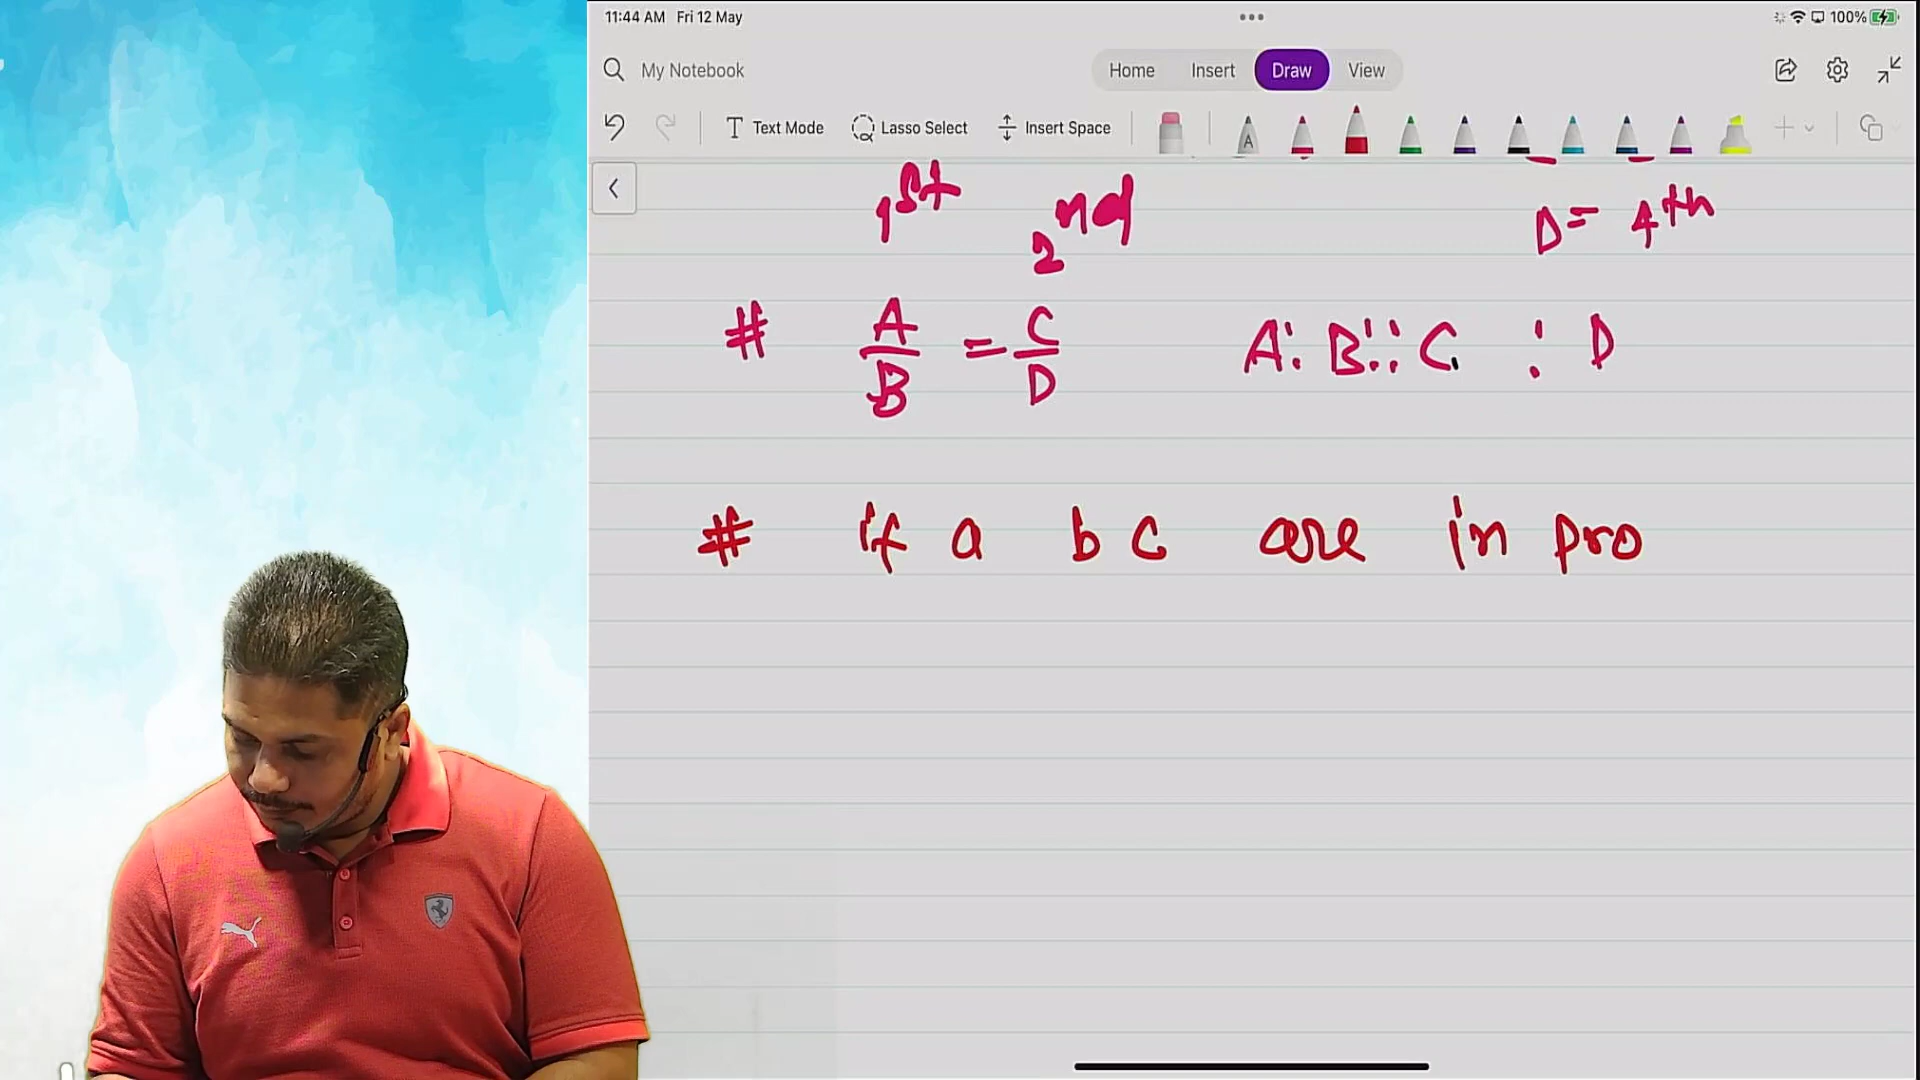 11:44 AM Fri 12 May 100%
My Notebook Home Insert Draw View
T Text Mode Lasso Select Insert Space A
1st 2nd D = 4th
# A/B = C/D A : B :: C : D
# if a b c are in pro